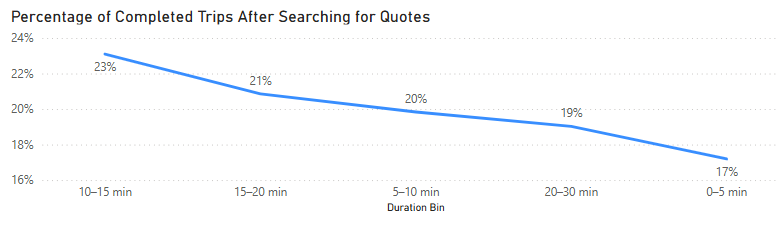 Percentage of Completed Trips After Searching for Quotes
24%
22%
20%
18%
16%
23%
21%
20%
19%
17%
10–15 min
15–20 min
5–10 min
20–30 min
0–5 min
Duration Bin